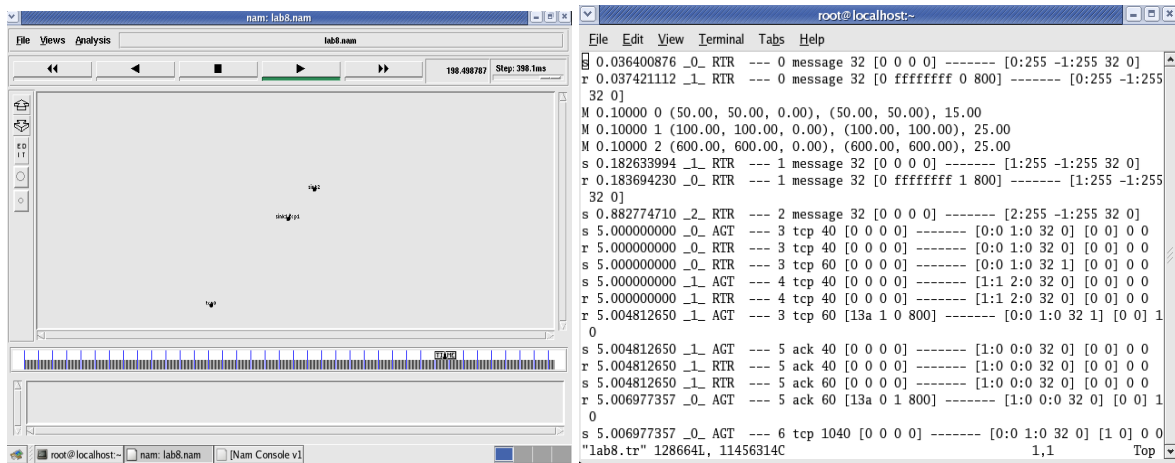 nam: lab8.nam
File Views Analysis lab8.nam
198.498787 Step: 398.1ms
ED
IT
TIME
root@localhost:~ nam: lab8.nam [Nam Console v1
root@localhost:~
File Edit View Terminal Tabs Help
s 0.036400876 _0_ RTR --- 0 message 32 [0 0 0 0] ------- [0:255 -1:255 32 0]
r 0.037421112 _1_ RTR --- 0 message 32 [0 ffffffff 0 800] ------- [0:255 -1:255
32 0]
M 0.10000 0 (50.00, 50.00, 0.00), (50.00, 50.00), 15.00
M 0.10000 1 (100.00, 100.00, 0.00), (100.00, 100.00), 25.00
M 0.10000 2 (600.00, 600.00, 0.00), (600.00, 600.00), 25.00
s 0.182633994 _1_ RTR --- 1 message 32 [0 0 0 0] ------- [1:255 -1:255 32 0]
r 0.183694230 _0_ RTR --- 1 message 32 [0 ffffffff 1 800] ------- [1:255 -1:255
32 0]
s 0.882774710 _2_ RTR --- 2 message 32 [0 0 0 0] ------- [2:255 -1:255 32 0]
s 5.000000000 _0_ AGT --- 3 tcp 40 [0 0 0 0] ------- [0:0 1:0 32 0] [0 0] 0 0
r 5.000000000 _0_ RTR --- 3 tcp 40 [0 0 0 0] ------- [0:0 1:0 32 0] [0 0] 0 0
s 5.000000000 _0_ RTR --- 3 tcp 60 [0 0 0 0] ------- [0:0 1:0 32 1] [0 0] 0 0
s 5.000000000 _1_ AGT --- 4 tcp 40 [0 0 0 0] ------- [1:1 2:0 32 0] [0 0] 0 0
r 5.000000000 _1_ RTR --- 4 tcp 40 [0 0 0 0] ------- [1:1 2:0 32 0] [0 0] 0 0
r 5.004812650 _1_ AGT --- 3 tcp 60 [13a 1 0 800] ------- [0:0 1:0 32 1] [0 0] 1
0
s 5.004812650 _1_ AGT --- 5 ack 40 [0 0 0 0] ------- [1:0 0:0 32 0] [0 0] 0 0
r 5.004812650 _1_ RTR --- 5 ack 40 [0 0 0 0] ------- [1:0 0:0 32 0] [0 0] 0 0
s 5.004812650 _1_ RTR --- 5 ack 60 [0 0 0 0] ------- [1:0 0:0 32 0] [0 0] 0 0
r 5.006977357 _0_ AGT --- 5 ack 60 [13a 0 1 800] ------- [1:0 0:0 32 0] [0 0] 1
0
s 5.006977357 _0_ AGT --- 6 tcp 1040 [0 0 0 0] ------- [0:0 1:0 32 0] [1 0] 0 0
"lab8.tr" 128664L, 11456314C 1,1 Top